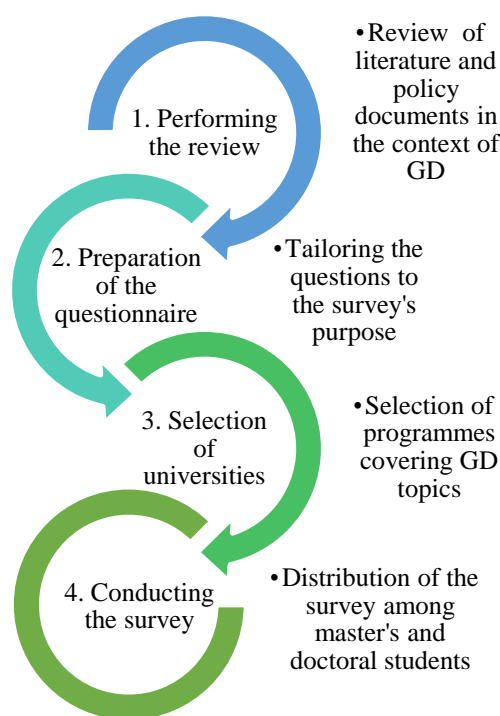 1. Performing
the review
•Review of
literature and
policy
documents in
the context of
GD
2. Preparation
of the
questionnaire
•Tailoring the
questions to
the survey's
purpose
3. Selection
of
universities
•Selection of
programmes
covering GD
topics
4. Conducting
the survey
•Distribution of the
survey among
master's and
doctoral students